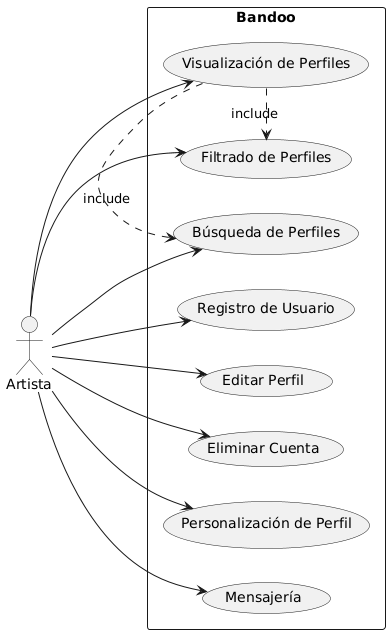 Bandoo
Visualización de Perfiles
include
Filtrado de Perfiles
include
Búsqueda de Perfiles
Registro de Usuario
Artista
Editar Perfil
Eliminar Cuenta
Personalización de Perfil
Mensajería